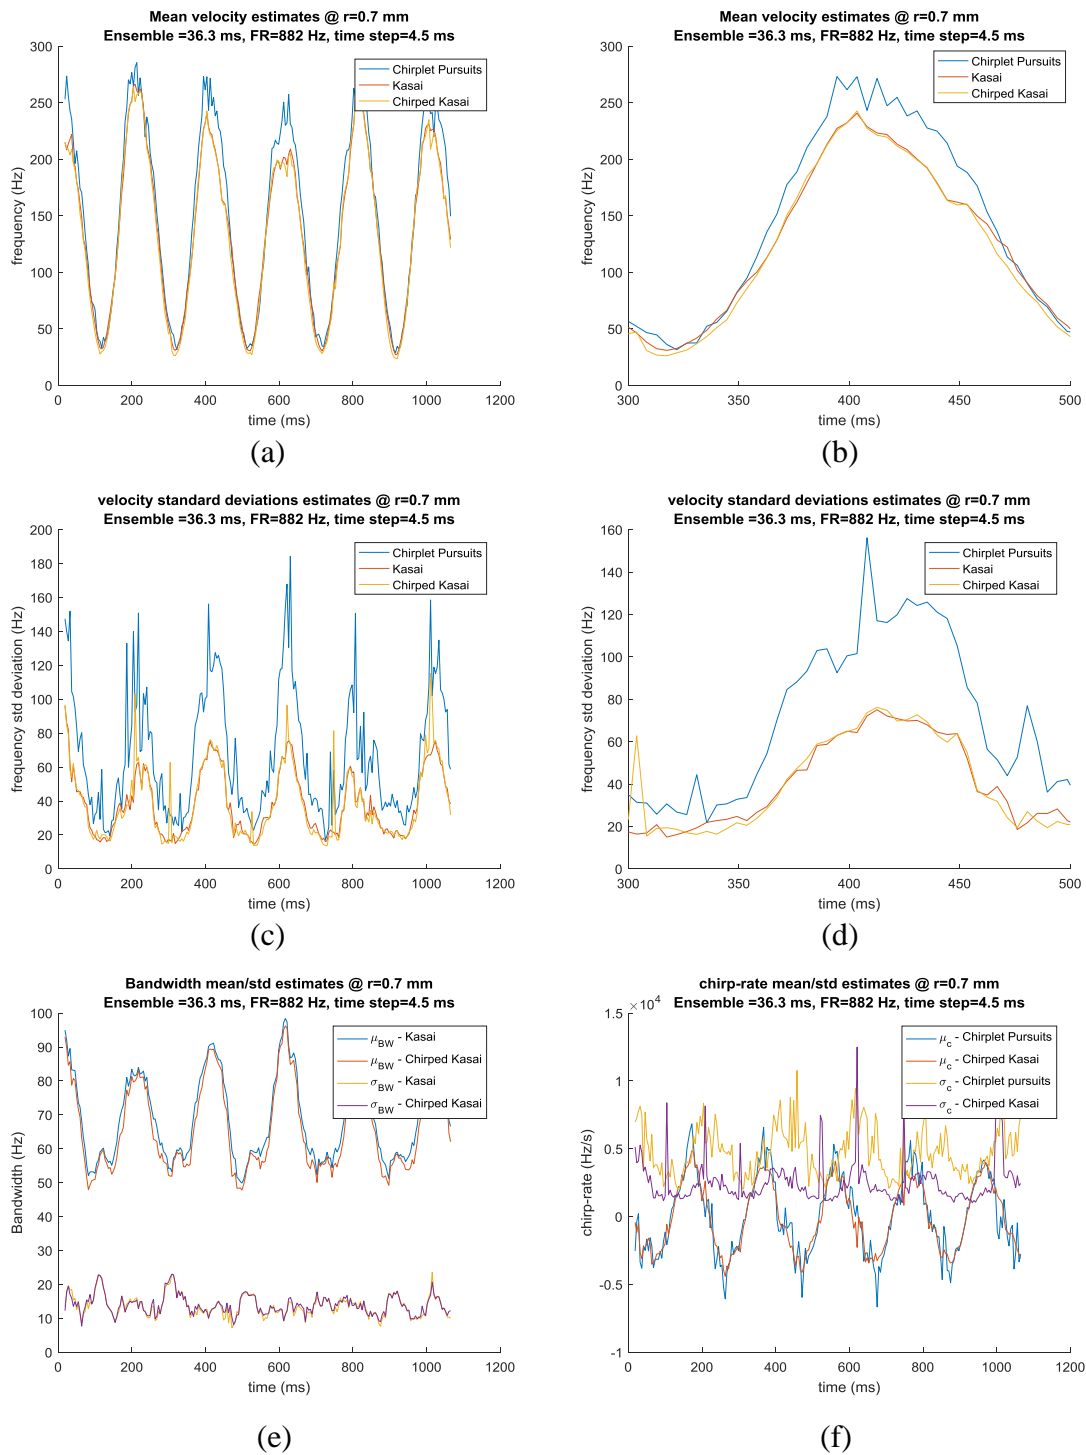 Mean velocity estimates @ r=0.7 mm
Ensemble =36.3 ms, FR=882 Hz, time step=4.5 ms
300
250
200
150
100
50
0
frequency (Hz)
Chirplet Pursuits
Kasai
Chirped Kasai
0 200 400 600 800 1000 1200
time (ms)
(a)
Mean velocity estimates @ r=0.7 mm
Ensemble =36.3 ms, FR=882 Hz, time step=4.5 ms
300
250
200
150
100
50
0
frequency (Hz)
Chirplet Pursuits
Kasai
Chirped Kasai
300 350 400 450 500
time (ms)
(b)
velocity standard deviations estimates @ r=0.7 mm
Ensemble =36.3 ms, FR=882 Hz, time step=4.5 ms
200
180
160
140
120
100
80
60
40
20
0
frequency std deviation (Hz)
Chirplet Pursuits
Kasai
Chirped Kasai
0 200 400 600 800 1000 1200
time (ms)
(c)
velocity standard deviations estimates @ r=0.7 mm
Ensemble =36.3 ms, FR=882 Hz, time step=4.5 ms
160
140
120
100
80
60
40
20
0
frequency std deviation (Hz)
Chirplet Pursuits
Kasai
Chirped Kasai
300 350 400 450 500
time (ms)
(d)
Bandwidth mean/std estimates @ r=0.7 mm
Ensemble =36.3 ms, FR=882 Hz, time step=4.5 ms
100
90
80
70
60
50
40
30
20
10
0
Bandwidth (Hz)
μBW - Kasai
μBW - Chirped Kasai
σBW - Kasai
σBW - Chirped Kasai
0 200 400 600 800 1000 1200
time (ms)
(e)
chirp-rate mean/std estimates @ r=0.7 mm
Ensemble =36.3 ms, FR=882 Hz, time step=4.5 ms
×10^4
1.5
1
0.5
0
-0.5
-1
chirp-rate (Hz/s)
μc - Chirplet Pursuits
μc - Chirped Kasai
σc - Chirplet pursuits
σc - Chirped Kasai
0 200 400 600 800 1000 1200
time (ms)
(f)